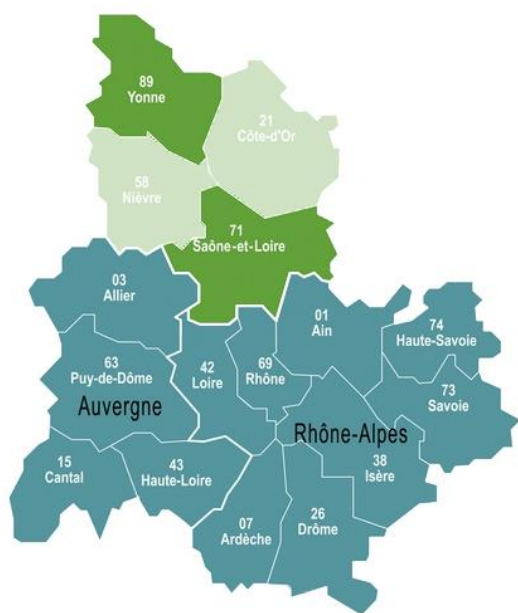 89
Yonne
21
Côte-d'Or
58
Nièvre
71
Saône-et-Loire
03
Allier
01
Ain
74
Haute-Savoie
63
Puy-de-Dôme
42
Loire
69
Rhône
73
Savoie
Auvergne
Rhône-Alpes
15
Cantal
43
Haute-Loire
38
Isère
07
Ardèche
26
Drôme